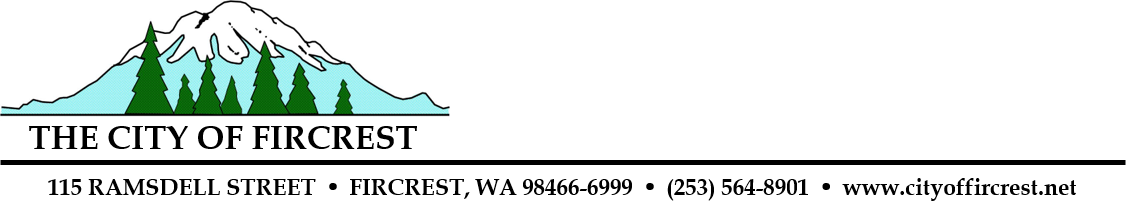 THE CITY OF FIRCREST
115 RAMSDELL STREET • FIRCREST, WA 98466-6999 • (253) 564-8901 • www.cityoffircrest.net